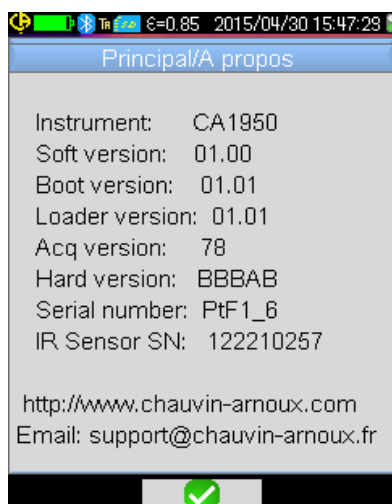 TA ε=0.85 2015/04/30 15:47:29
Principal/A propos
Instrument: CA1950
Soft version: 01.00
Boot version: 01.01
Loader version: 01.01
Acq version: 78
Hard version: BBBAB
Serial number: PtF1_6
IR Sensor SN: 122210257
http://www.chauvin-arnoux.com
Email: support@chauvin-arnoux.fr